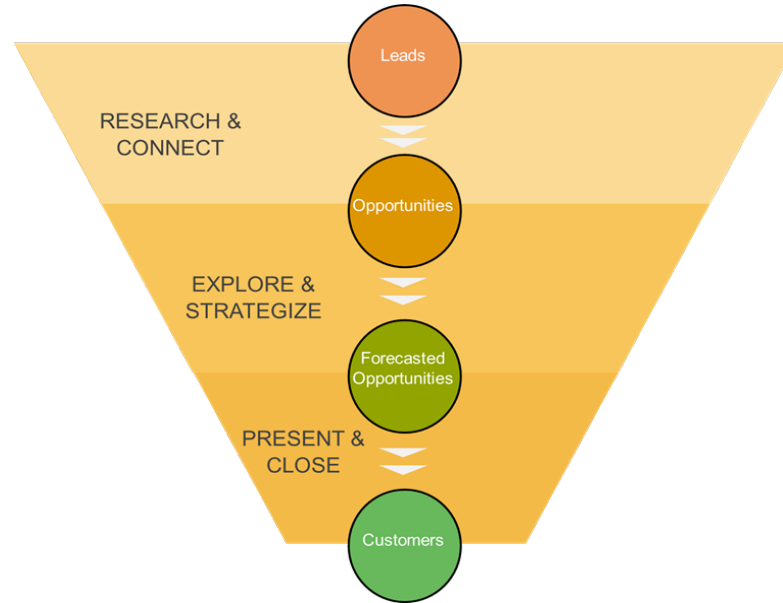 Leads
RESEARCH &
CONNECT
Opportunities
EXPLORE &
STRATEGIZE
Forecasted
Opportunities
PRESENT &
CLOSE
Customers